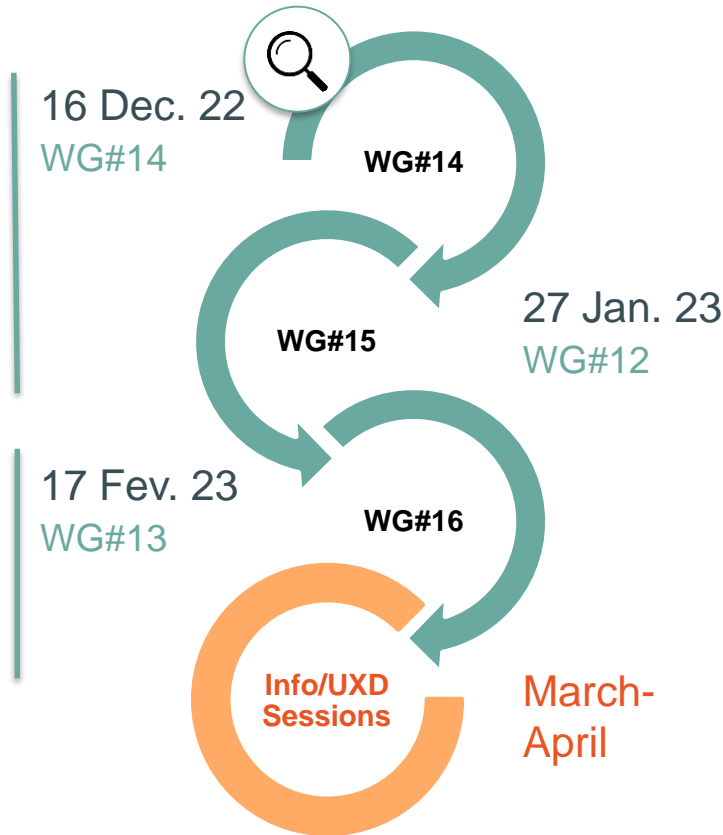 16 Dec. 22
WG#14
WG#14
WG#15
27 Jan. 23
WG#12
17 Fev. 23
WG#13
WG#16
Info/UXD
Sessions
March-
April